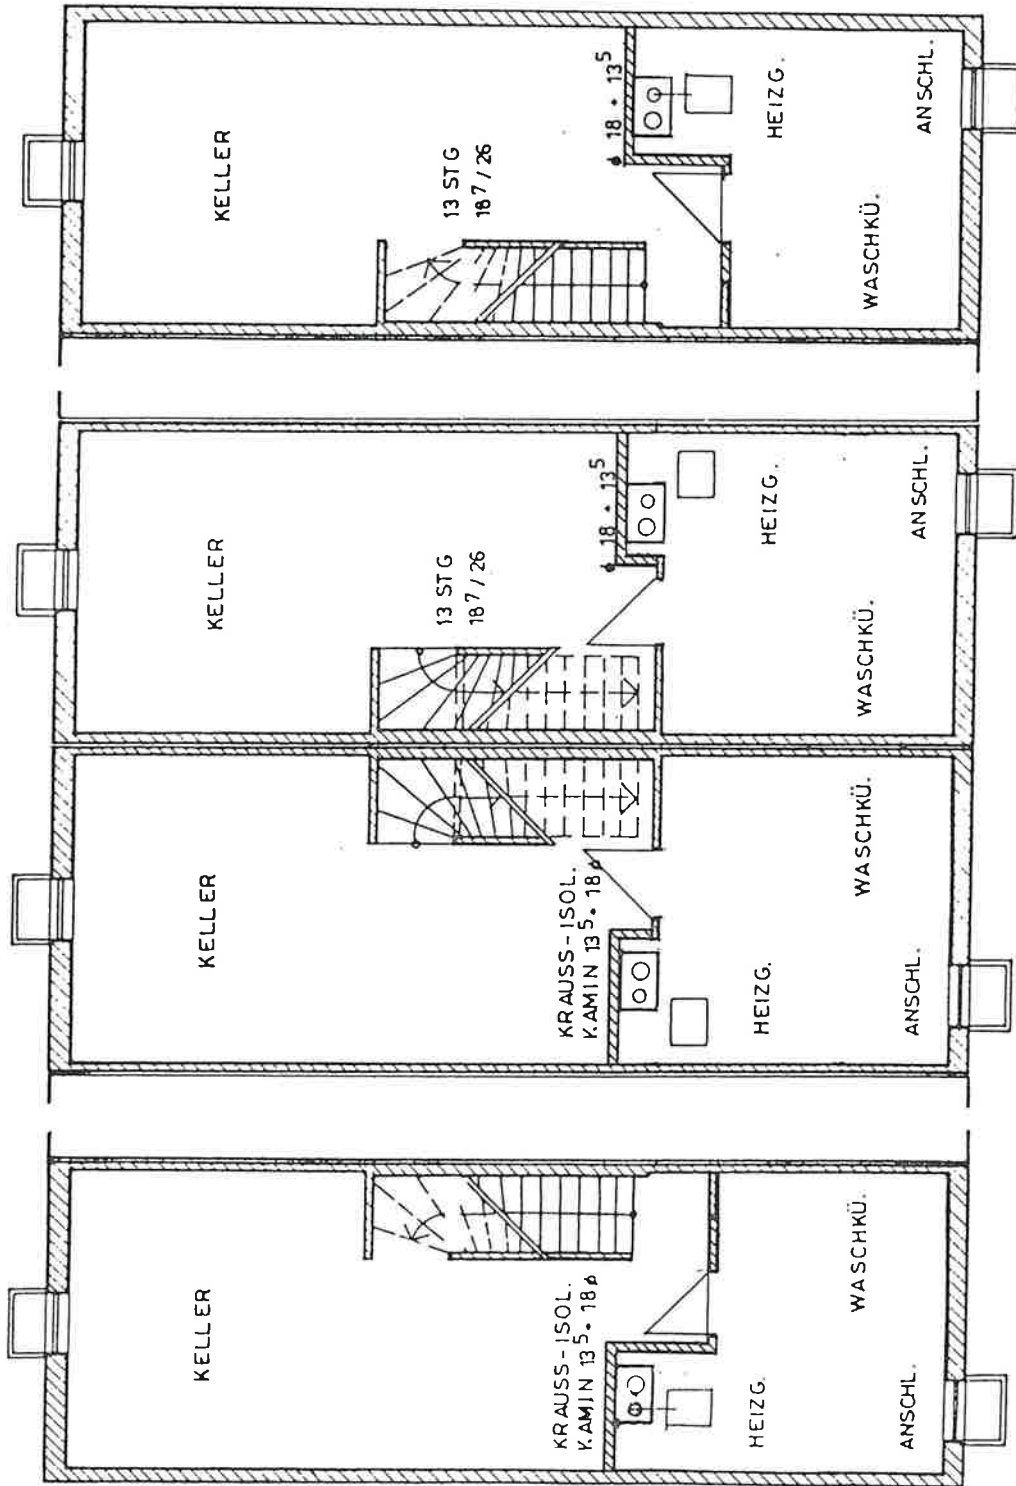 KELLER
13 STG
18⁷/26
18 + 13⁵
HEIZG.
WASCHKÜ.
ANSCHL.
KELLER
13 STG
18⁷/26
18 + 13⁵
HEIZG.
WASCHKÜ.
ANSCHL.
KELLER
KRAUSS-ISOL.
KAMIN 13⁵ + 18 ø
HEIZG.
WASCHKÜ.
ANSCHL.
KELLER
KRAUSS-ISOL.
KAMIN 13⁵ + 18 ø
HEIZG.
WASCHKÜ.
ANSCHL.